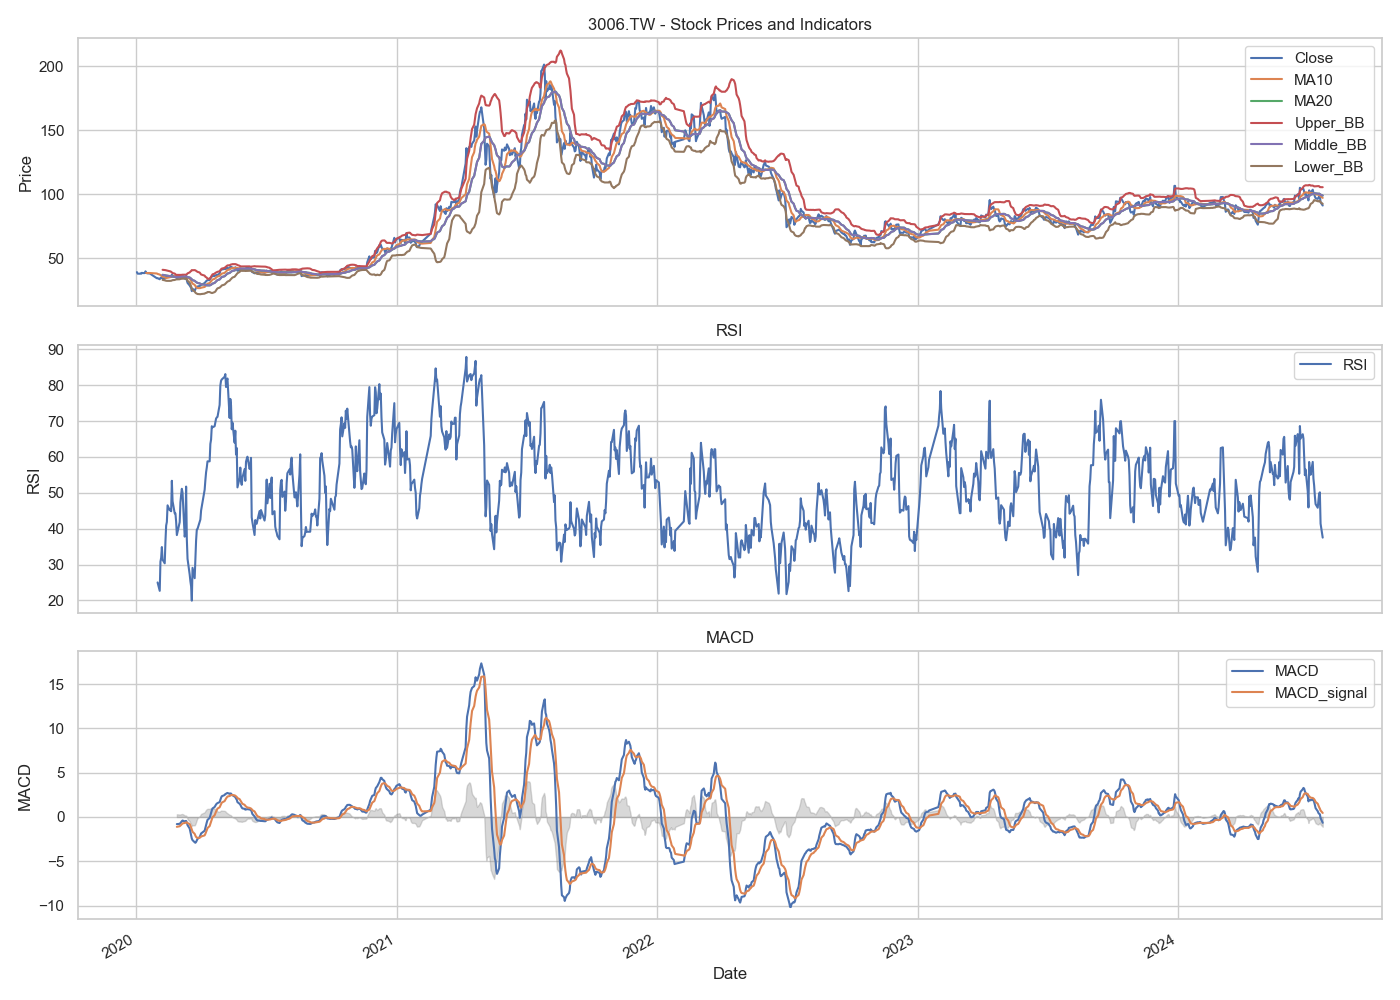 3006.TW - Stock Prices and Indicators
Price
200
150
100
50
Close
MA10
MA20
Upper_BB
Middle_BB
Lower_BB
RSI
RSI
90
80
70
60
50
40
30
20
RSI
MACD
MACD
15
10
5
0
−5
−10
MACD
MACD_signal
2020
2021
2022
2023
2024
Date